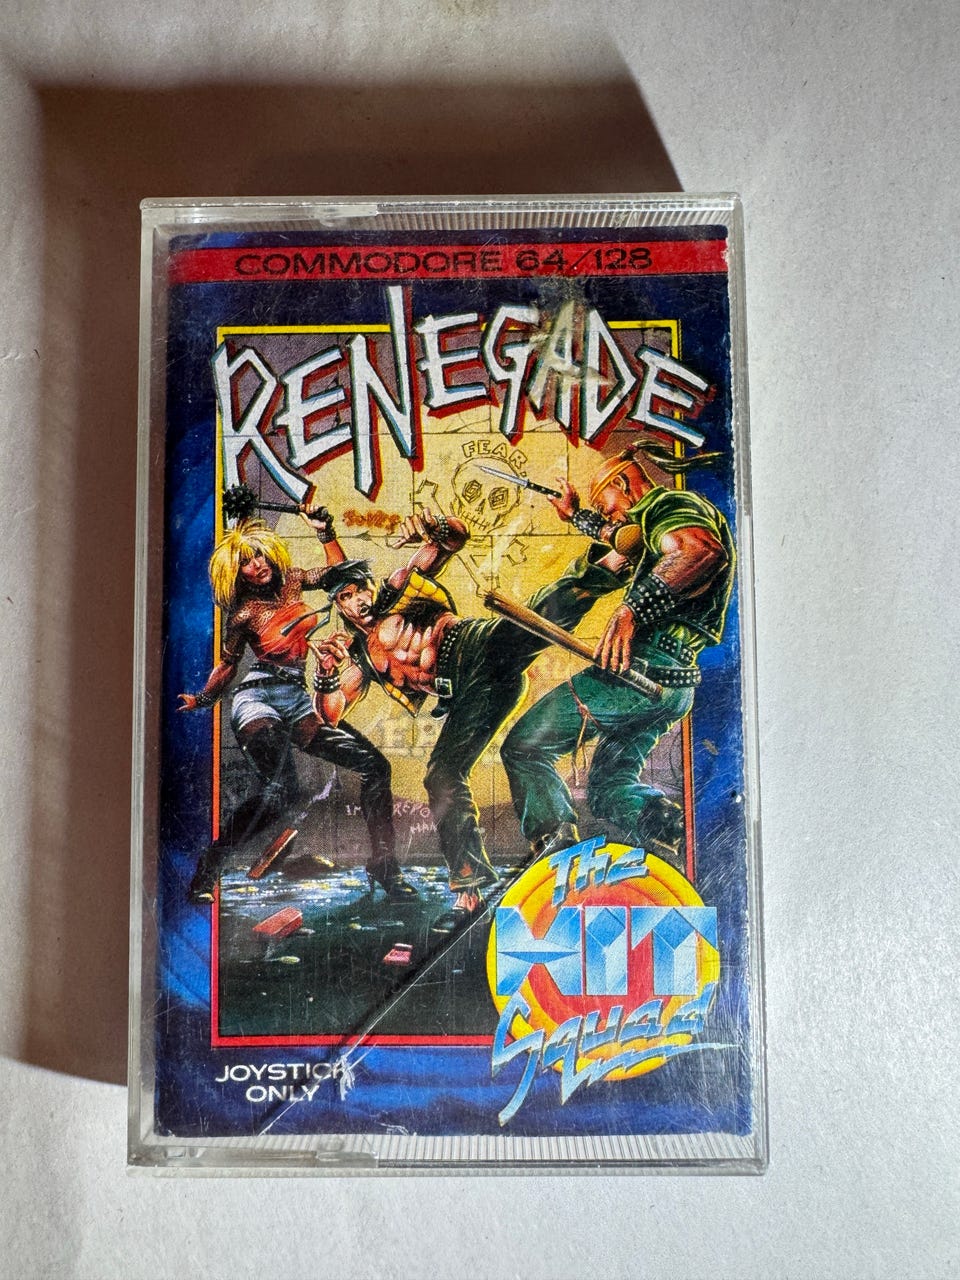 COMMODORE 64/128
RENEGADE
FEAR
The
HIT
Squad
JOYSTICK
ONLY